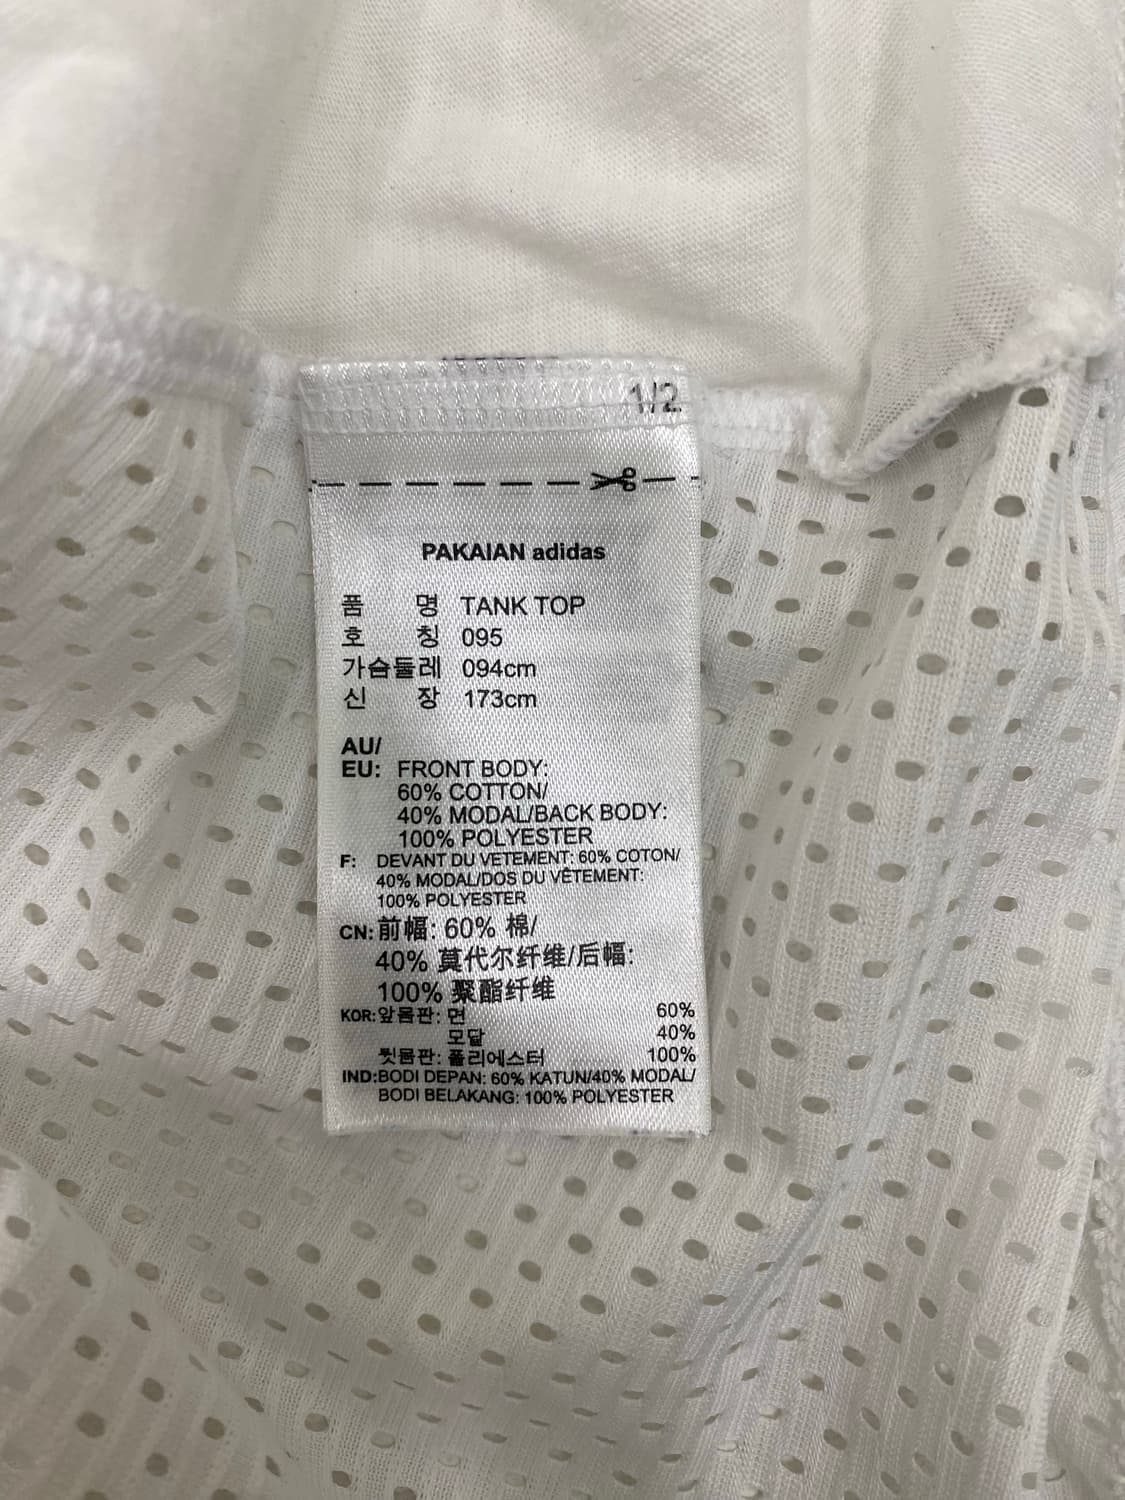 1/2
PAKAIAN adidas
품 명 TANK TOP
호 칭 095
가슴둘레 094cm
신 장 173cm
AU/
EU: FRONT BODY:
60% COTTON/
40% MODAL/BACK BODY:
100% POLYESTER
F: DEVANT DU VETEMENT: 60% COTON/
40% MODAL/DOS DU VÊTEMENT:
100% POLYESTER
CN: 前幅: 60% 棉/
40% 莫代尔纤维/后幅:
100% 聚酯纤维
KOR: 앞몸판: 면 60%
모달 40%
뒷몸판: 폴리에스터 100%
IND: BODI DEPAN: 60% KATUN/40% MODAL/
BODI BELAKANG: 100% POLYESTER